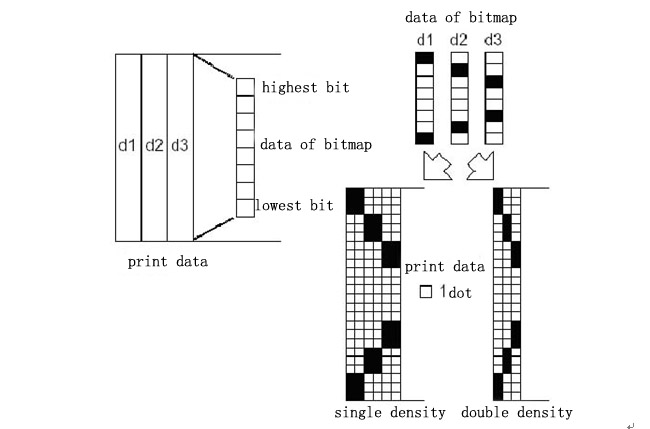 data of bitmap
d1 d2 d3
highest bit
d1 d2 d3
data of bitmap
lowest bit
print data
print data
1dot
single density
double density